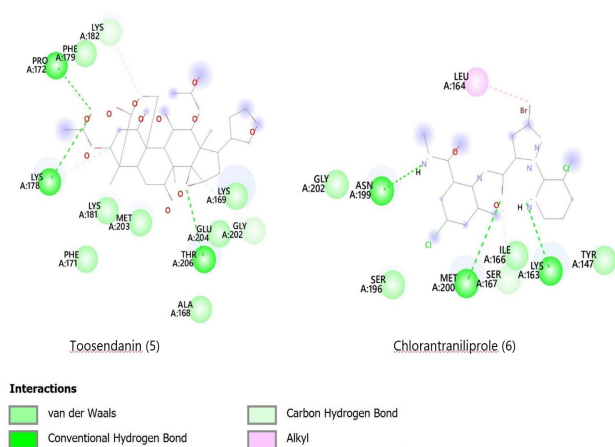 LYS
A:182
PHE
A:179
PRO
A:172
LYS
A:178
LYS
A:181
MET
A:203
LYS
A:169
GLU
A:204
GLY
A:202
THR
A:206
PHE
A:171
ALA
A:168
O
O
O
O
O
O
O
O
O
O
O
Toosendanin (5)
LEU
A:164
Br
GLY
A:202
ASN
A:199
N
H
O
N
N
N
Cl
O
N
H
Cl
ILE
A:166
SER
A:167
LYS
A:163
TYR
A:147
SER
A:196
MET
A:200
Chlorantraniliprole (6)
Interactions
van der Waals
Carbon Hydrogen Bond
Conventional Hydrogen Bond
Alkyl